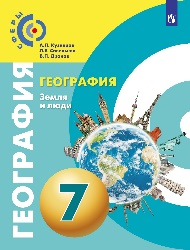 СФЕРЫ
А.П. Кузнецов
Л.Е. Савельева
В.П. Дронов
ГЕОГРАФИЯ
Земля и люди
7
ГЕОГРАФИЯ